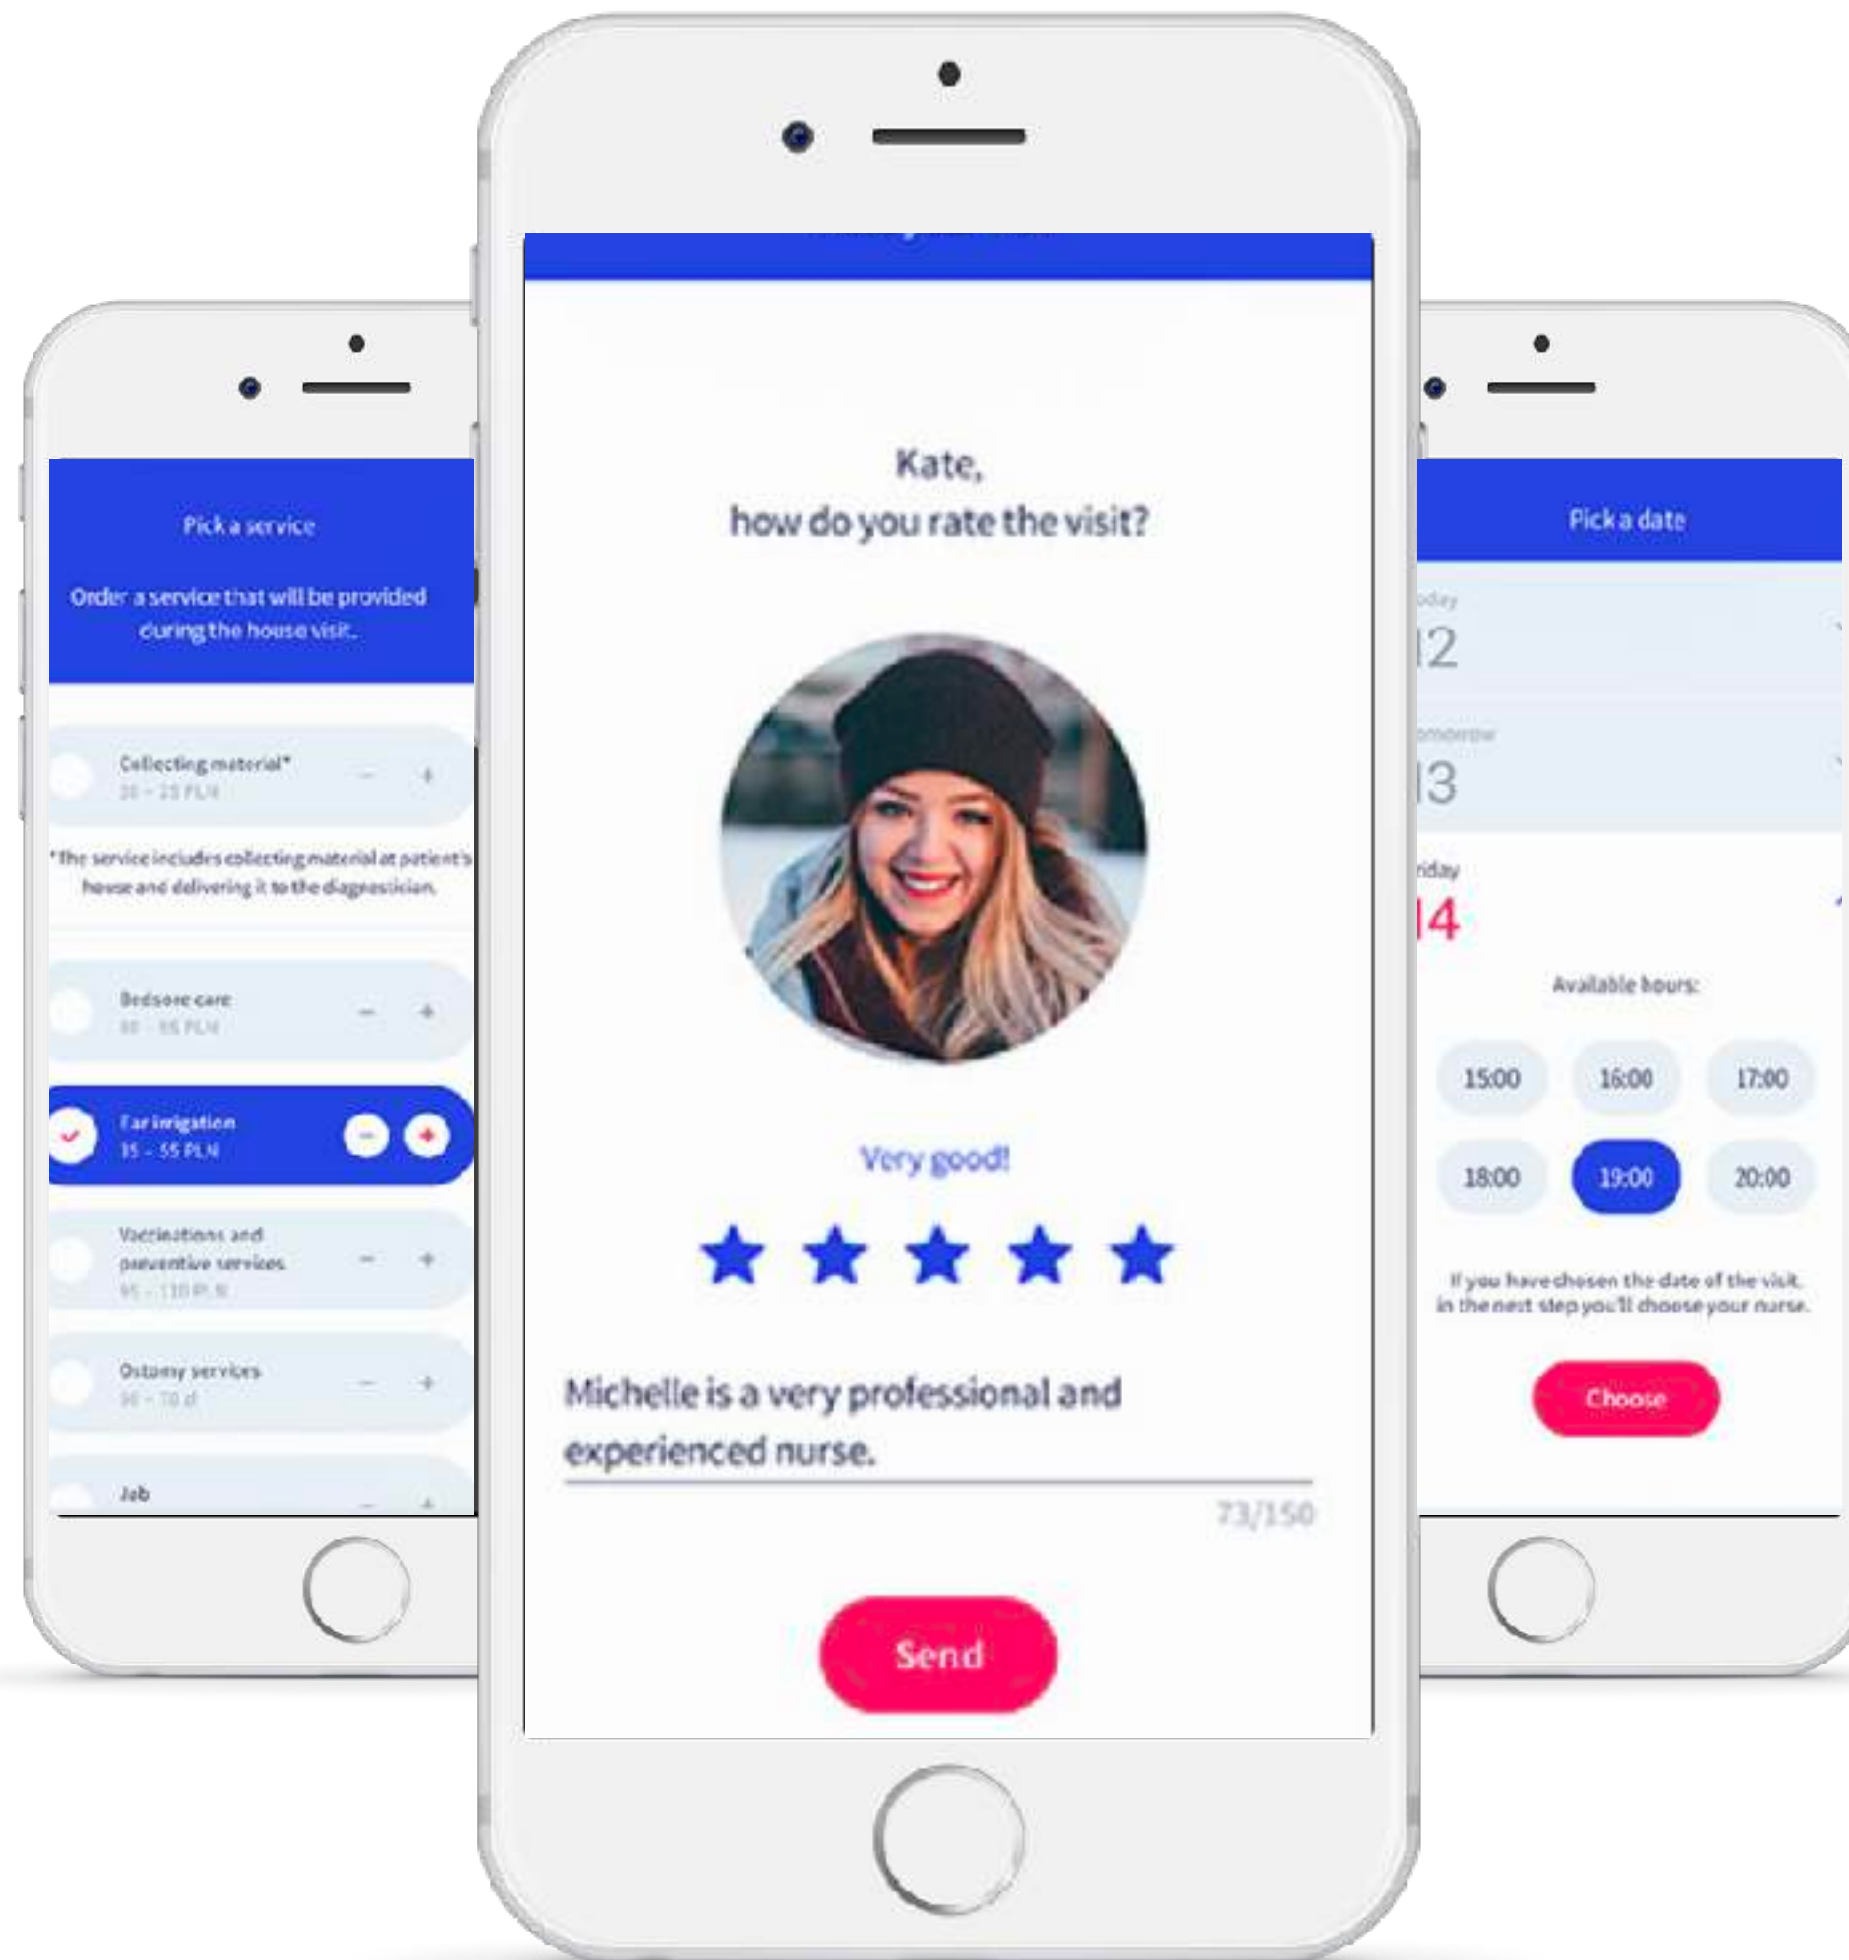 Pick a service
Order a service that will be provided
during the house visit.
Collecting material*
*The service includes collecting material at patient's
house and delivering it to the diagnostician.
Bedsore care
Ear irrigation
35 - 55 PLN
Vaccinations and
preventive services
Ostomy services
Job
Kate,
how do you rate the visit?
Very good!
Michelle is a very professional and
experienced nurse.
73/150
Send
Pick a date
oday
12
omorrow
13
riday
14
Available hours:
15:00 16:00 17:00
18:00 19:00 20:00
If you have chosen the date of the visit,
in the next step you'll choose your nurse.
Choose